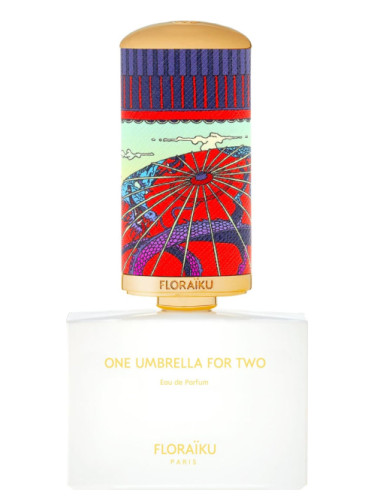 FLORAÏKU
ONE UMBRELLA FOR TWO
Eau de Parfum
FLORAÏKU
PARIS